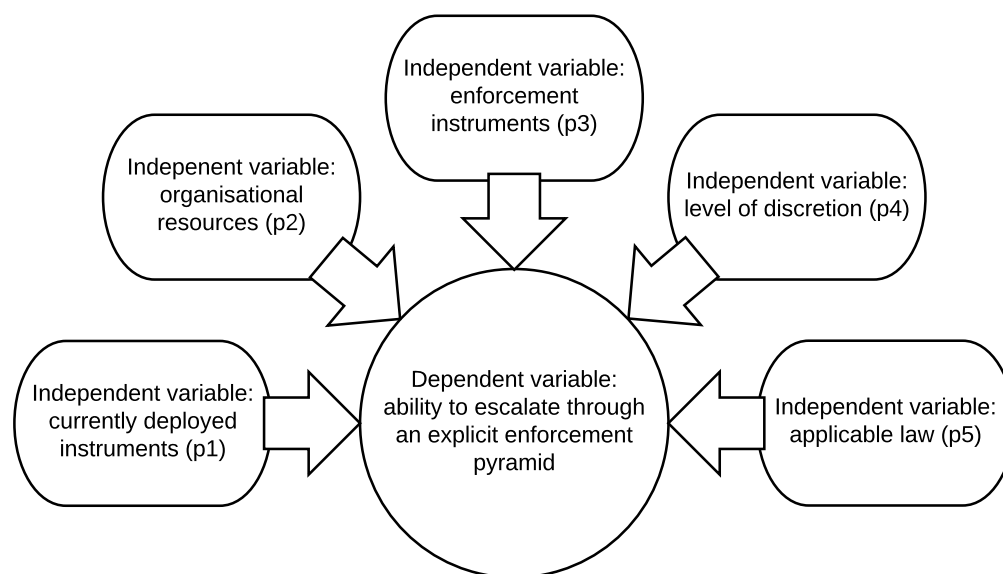 Independent variable:
enforcement
instruments (p3)
Indepenent variable:
organisational
resources (p2)
Independent variable:
level of discretion (p4)
Independent variable:
currently deployed
instruments (p1)
Dependent variable:
ability to escalate through
an explicit enforcement
pyramid
Independent variable:
applicable law (p5)